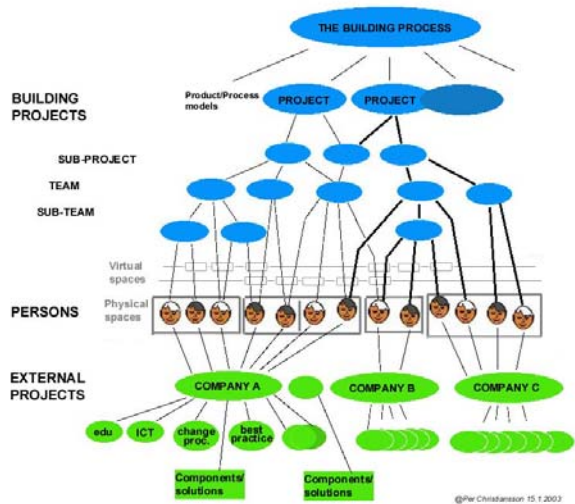 THE BUILDING PROCESS
BUILDING
PROJECTS
Product/Process
models
PROJECT
PROJECT
SUB-PROJECT
TEAM
SUB-TEAM
Virtual
spaces
PERSONS
Physical
spaces
EXTERNAL
PROJECTS
COMPANY A
COMPANY B
COMPANY C
edu
ICT
change
proc.
best
practice
Components/
solutions
Components/
solutions
@Per Christiansson 15.1.2003